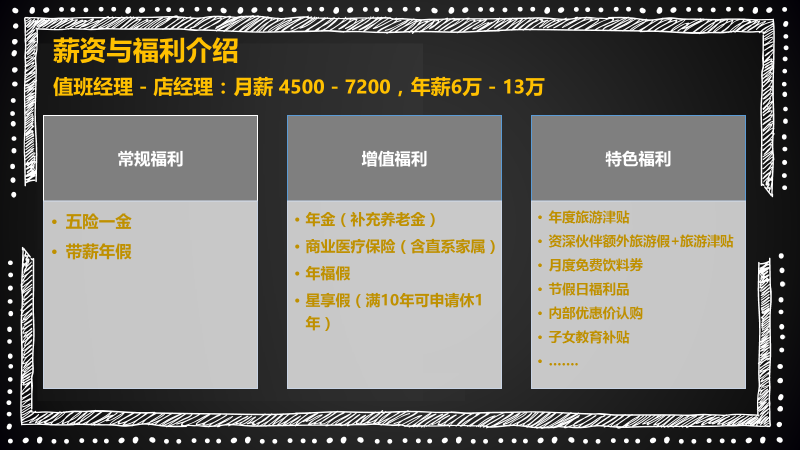 薪资与福利介绍
值班经理 - 店经理：月薪 4500 - 7200，年薪6万 - 13万
常规福利
• 五险一金
• 带薪年假
增值福利
• 年金（补充养老金）
• 商业医疗保险（含直系家属）
• 年福假
• 星享假（满10年可申请休1
年）
特色福利
• 年度旅游津贴
• 资深伙伴额外旅游假+旅游津贴
• 月度免费饮料券
• 节假日福利品
• 内部优惠价认购
• 子女教育补贴
• .......